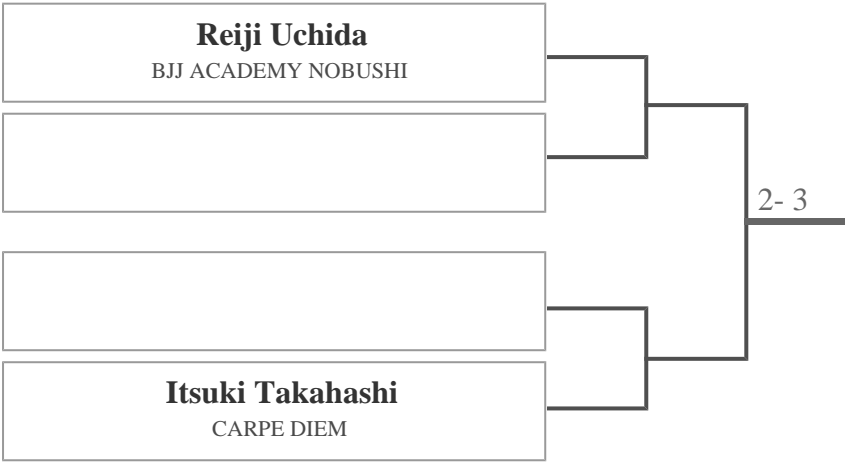 Reiji Uchida
BJJ ACADEMY NOBUSHI
2- 3
Itsuki Takahashi
CARPE DIEM